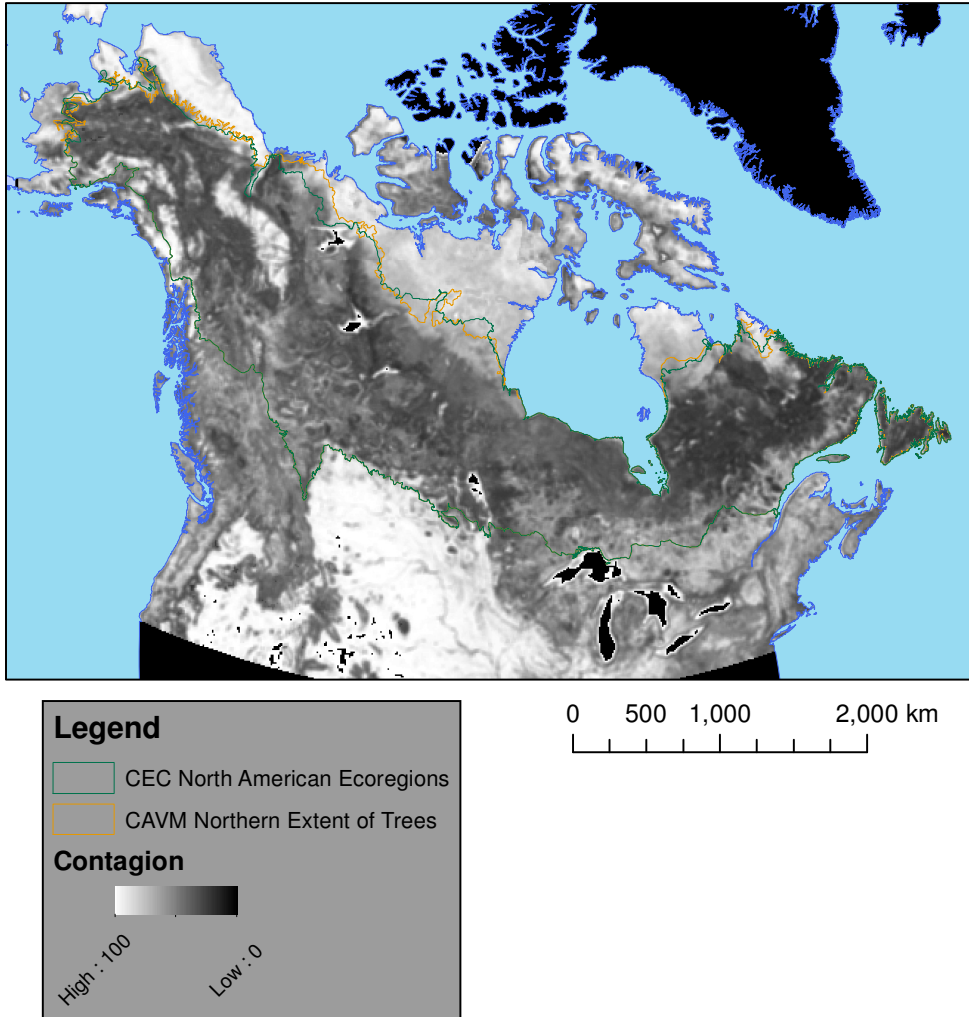 Legend
CEC North American Ecoregions
CAVM Northern Extent of Trees
Contagion
High : 100
Low : 0
0 500 1,000 2,000 km